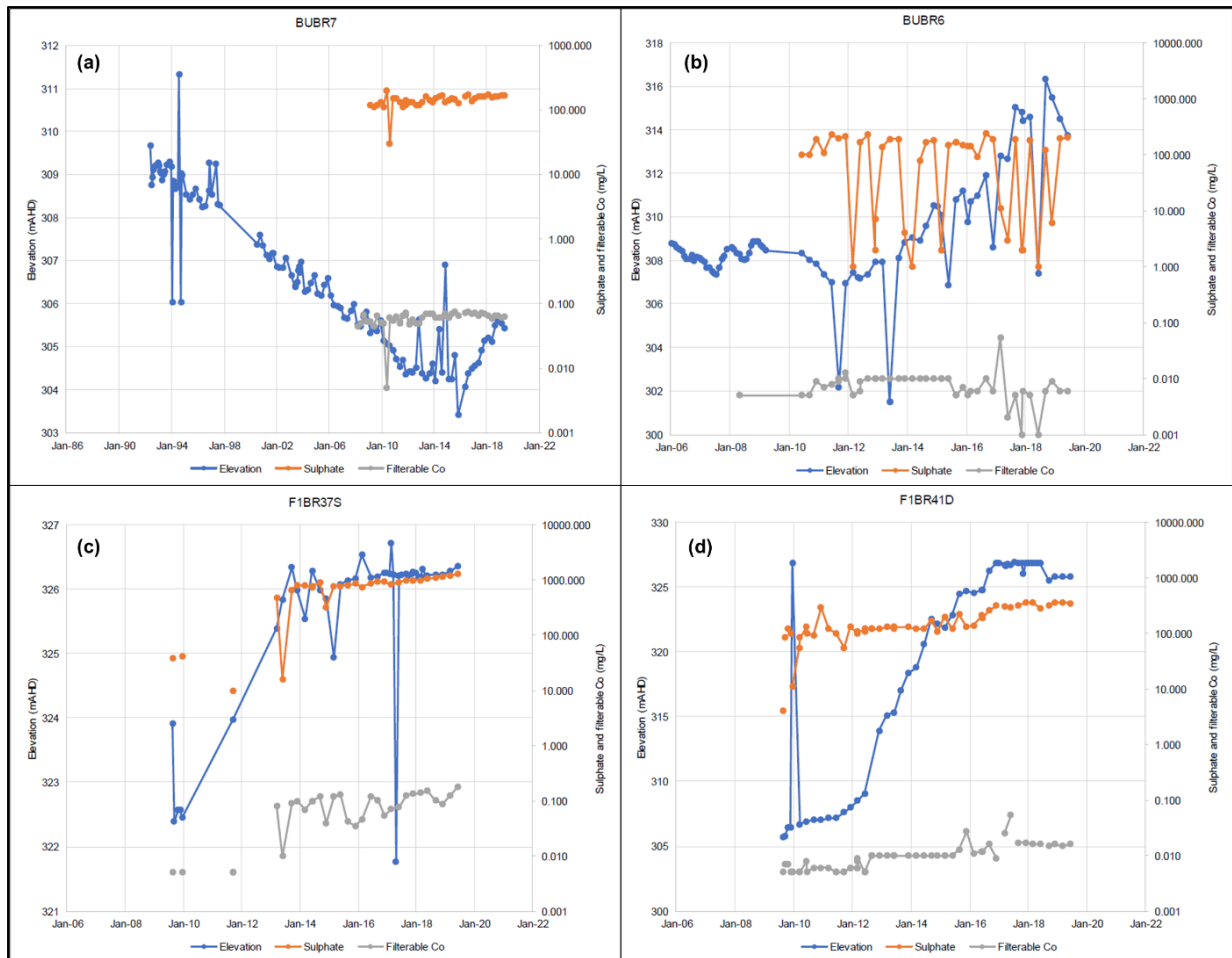 BUBR7
(a)
Elevation (mAHD)
312
311
310
309
308
307
306
305
304
303
1000.000
100.000
10.000
1.000
0.100
0.010
0.001
Sulphate and filterable Co (mg/L)
Jan-86 Jan-90 Jan-94 Jan-98 Jan-02 Jan-06 Jan-10 Jan-14 Jan-18 Jan-22
Elevation Sulphate Filterable Co
BUBR6
(b)
Elevation (mAHD)
318
316
314
312
310
308
306
304
302
300
10000.000
1000.000
100.000
10.000
1.000
0.100
0.010
0.001
Sulphate and filterable Co (mg/L)
Jan-06 Jan-08 Jan-10 Jan-12 Jan-14 Jan-16 Jan-18 Jan-20 Jan-22
Elevation Sulphate Filterable Co
F1BR37S
(c)
Elevation (mAHD)
327
326
325
324
323
322
321
10000.000
1000.000
100.000
10.000
1.000
0.100
0.010
0.001
Sulphate and filterable Co (mg/L)
Jan-06 Jan-08 Jan-10 Jan-12 Jan-14 Jan-16 Jan-18 Jan-20 Jan-22
Elevation Sulphate Filterable Co
F1BR41D
(d)
Elevation (mAHD)
330
325
320
315
310
305
300
10000.000
1000.000
100.000
10.000
1.000
0.100
0.010
0.001
Sulphate and filterable Co (mg/L)
Jan-06 Jan-08 Jan-10 Jan-12 Jan-14 Jan-16 Jan-18 Jan-20 Jan-22
Elevation Sulphate Filterable Co